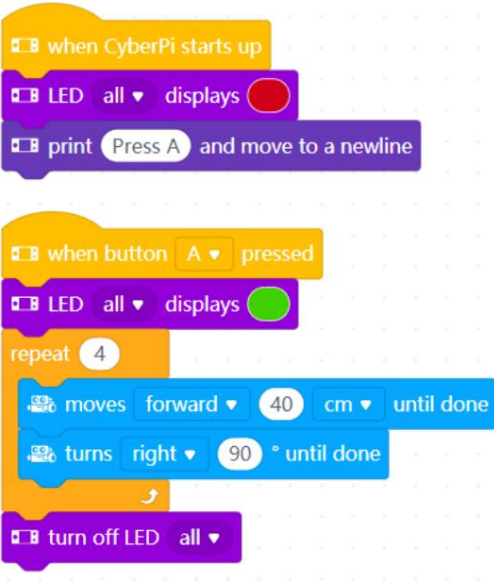 when CyberPi starts up
LED all displays
print Press A and move to a newline
when button A pressed
LED all displays
repeat 4
moves forward 40 cm until done
turns right 90 ° until done
turn off LED all